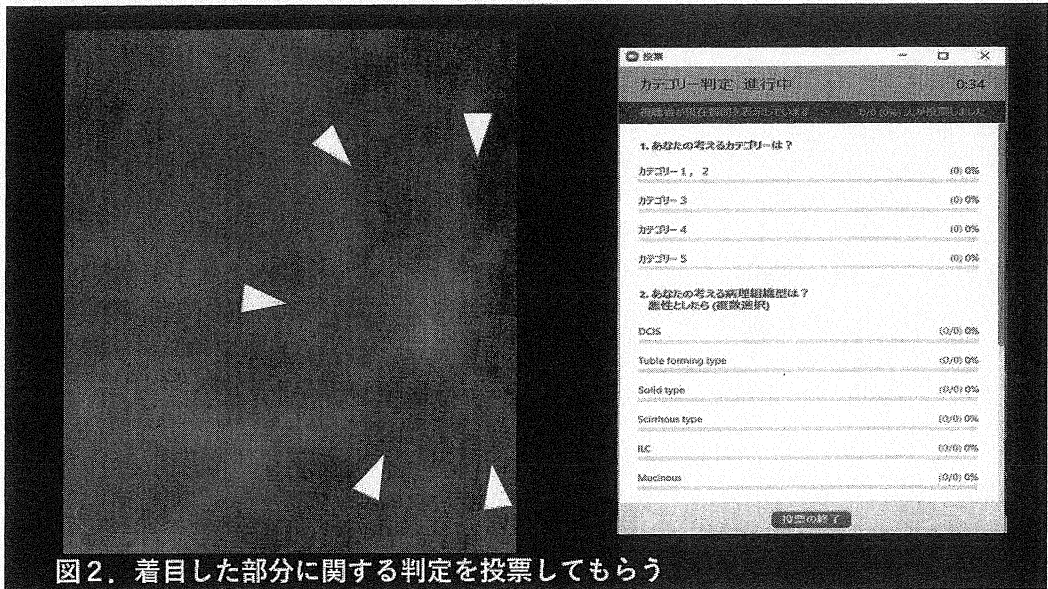 投票
カテゴリー判定 進行中 0:34
1. あなたの考えるカテゴリーは？
カテゴリー 1， 2 (0) 0%
カテゴリー 3 (0) 0%
カテゴリー 4 (0) 0%
カテゴリー 5 (0) 0%
2. あなたの考える病理組織型は？
悪性としたら (複数選択)
DCIS (0/0) 0%
Tuble forming type (0/0) 0%
Solid type (0/0) 0%
Scirrhous type (0/0) 0%
ILC (0/0) 0%
Mucinous (0/0) 0%
投票の終了
図2．着目した部分に関する判定を投票してもらう